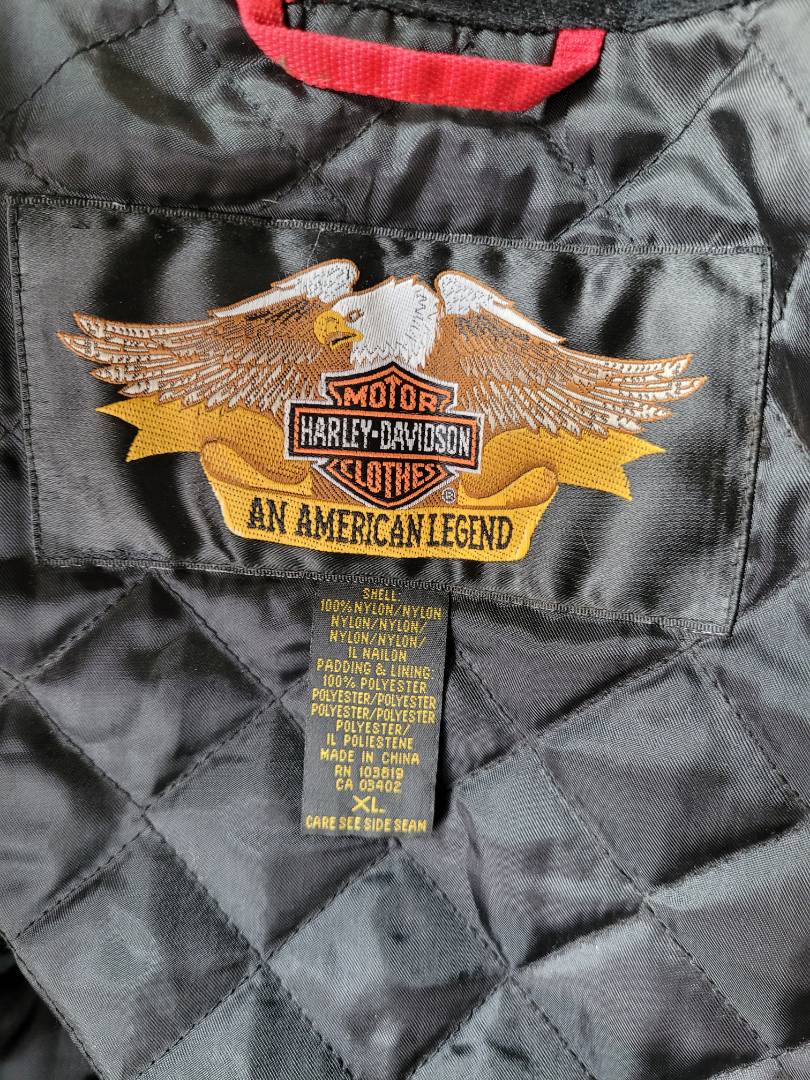 MOTOR
HARLEY-DAVIDSON
CLOTHES
®
AN AMERICAN LEGEND
SHELL:
100% NYLON/NYLON
NYLON/NYLON/
NYLON/NYLON/
IL NAILON
PADDING & LINING:
100% POLYESTER
POLYESTER/POLYESTER
POLYESTER/POLYESTER
POLYESTER/
IL POLIESTENE
MADE IN CHINA
RN 103819
CA 03402
XL
CARE SEE SIDE SEAM